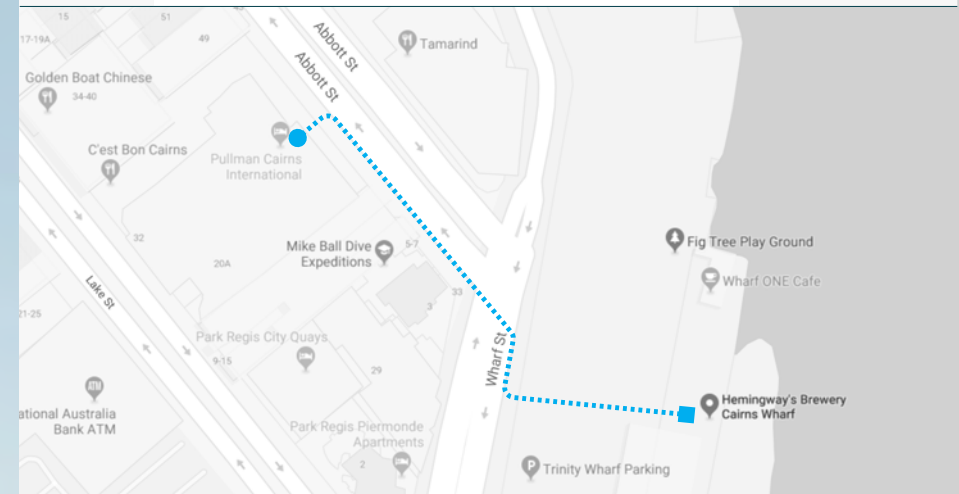 15
51
Abbott St
17-19A
49
Tamarind
Abbott St
Golden Boat Chinese
34-40
C'est Bon Cairns
Pullman Cairns
International
32
Mike Ball Dive
Expeditions
5-7
Fig Tree Play Ground
20A
Wharf ONE Cafe
Lake St
33
3
21-25
Park Regis City Quays
Wharf St
9-15
29
Hemingway's Brewery
Cairns Wharf
ATM
ational Australia
Bank ATM
Park Regis Piermonde
Apartments
2
P
Trinity Wharf Parking